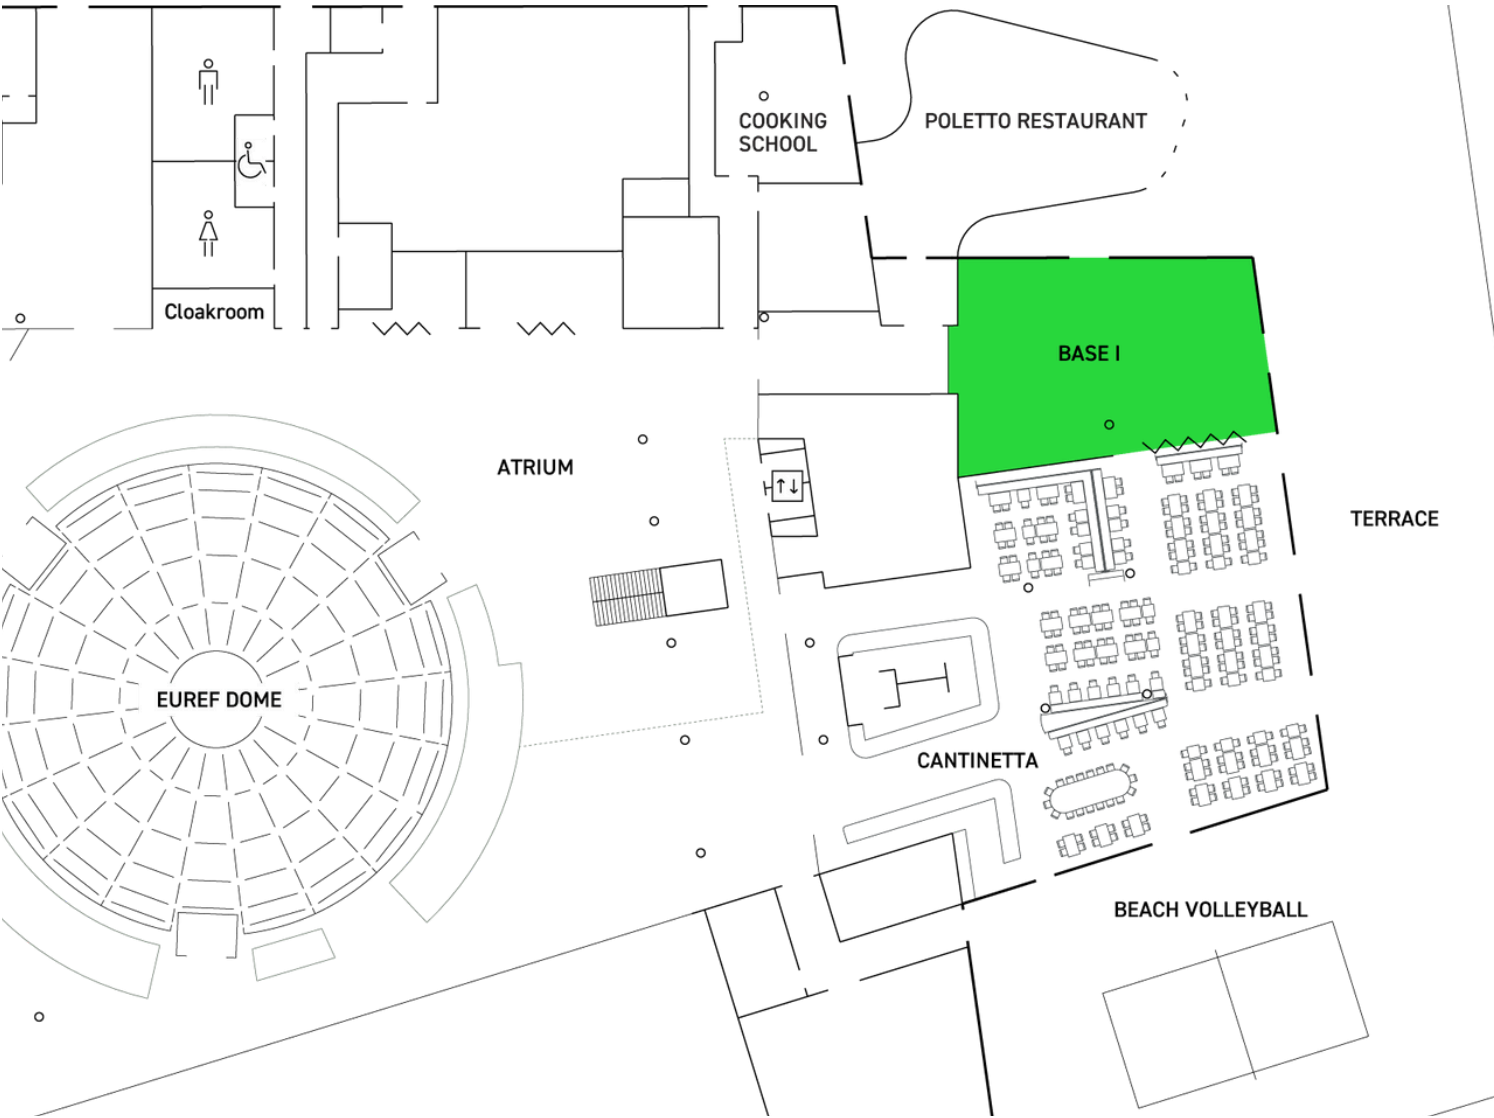 COOKING
SCHOOL
POLETTO RESTAURANT
Cloakroom
BASE I
ATRIUM
TERRACE
EUREF DOME
CANTINETTA
BEACH VOLLEYBALL